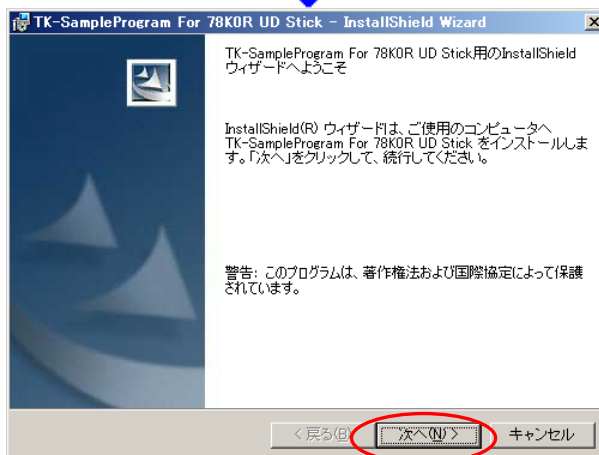 TK-SampleProgram For 78K0R UD Stick - InstallShield Wizard
TK-SampleProgram For 78K0R UD Stick用のInstallShield
ウィザードへようこそ
InstallShield(R) ウィザードは、ご使用のコンピュータへ
TK-SampleProgram For 78K0R UD Stick をインストールしま
す。「次へ」をクリックして、続行してください。
警告: このプログラムは、著作権法および国際協定によって保護
されています。
< 戻る(B) 次へ(N) > キャンセル